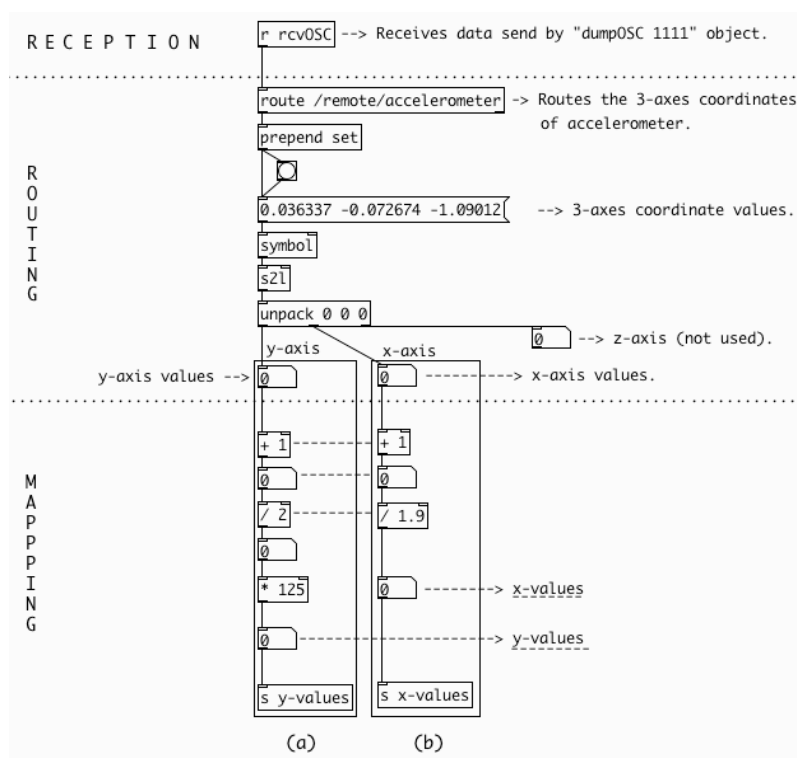 RECEPTION
r rcvOSC --> Receives data send by "dumpOSC 1111" object.
route /remote/accelerometer -> Routes the 3-axes coordinates
of accelerometer.
prepend set
ROUTING
0.036337 -0.072674 -1.09012 --> 3-axes coordinate values.
symbol
s2l
unpack 0 0 0
0 --> z-axis (not used).
y-axis x-axis
y-axis values --> 0 0 --------> x-axis values.
MAPPING
+ 1 -------- + 1
0 -------- 0
/ 2 -------- / 1.9
0
* 125 0 --------> x-values
0 --------> y-values
s y-values s x-values
(a) (b)